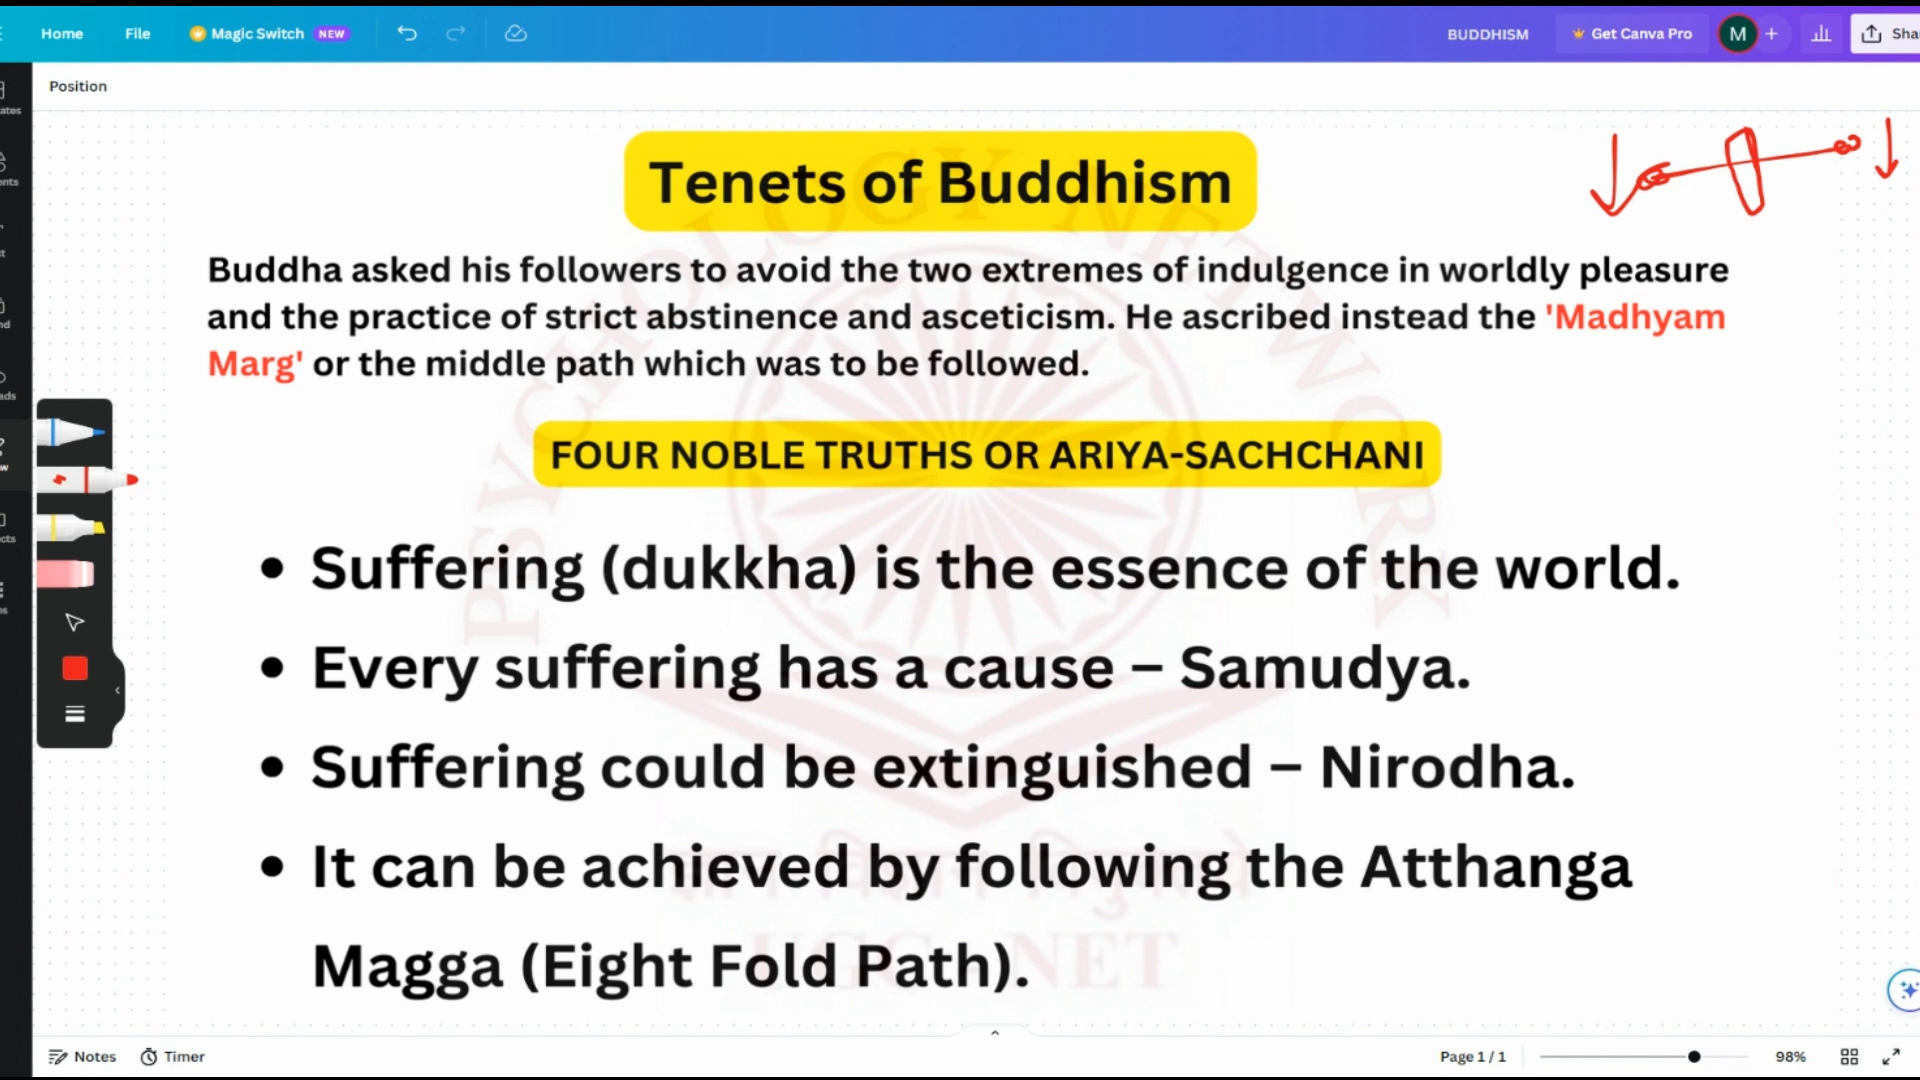 Home File Magic Switch NEW BUDDHISM Get Canva Pro M + Sha
Position
Tenets of Buddhism
Buddha asked his followers to avoid the two extremes of indulgence in worldly pleasure
and the practice of strict abstinence and asceticism. He ascribed instead the 'Madhyam
Marg' or the middle path which was to be followed.
FOUR NOBLE TRUTHS OR ARIYA-SACHCHANI
• Suffering (dukkha) is the essence of the world.
• Every suffering has a cause – Samudya.
• Suffering could be extinguished – Nirodha.
• It can be achieved by following the Atthanga
Magga (Eight Fold Path).
PSYCHOLOGY NETWORK
UGC - NET
Notes Timer Page 1 / 1 98%